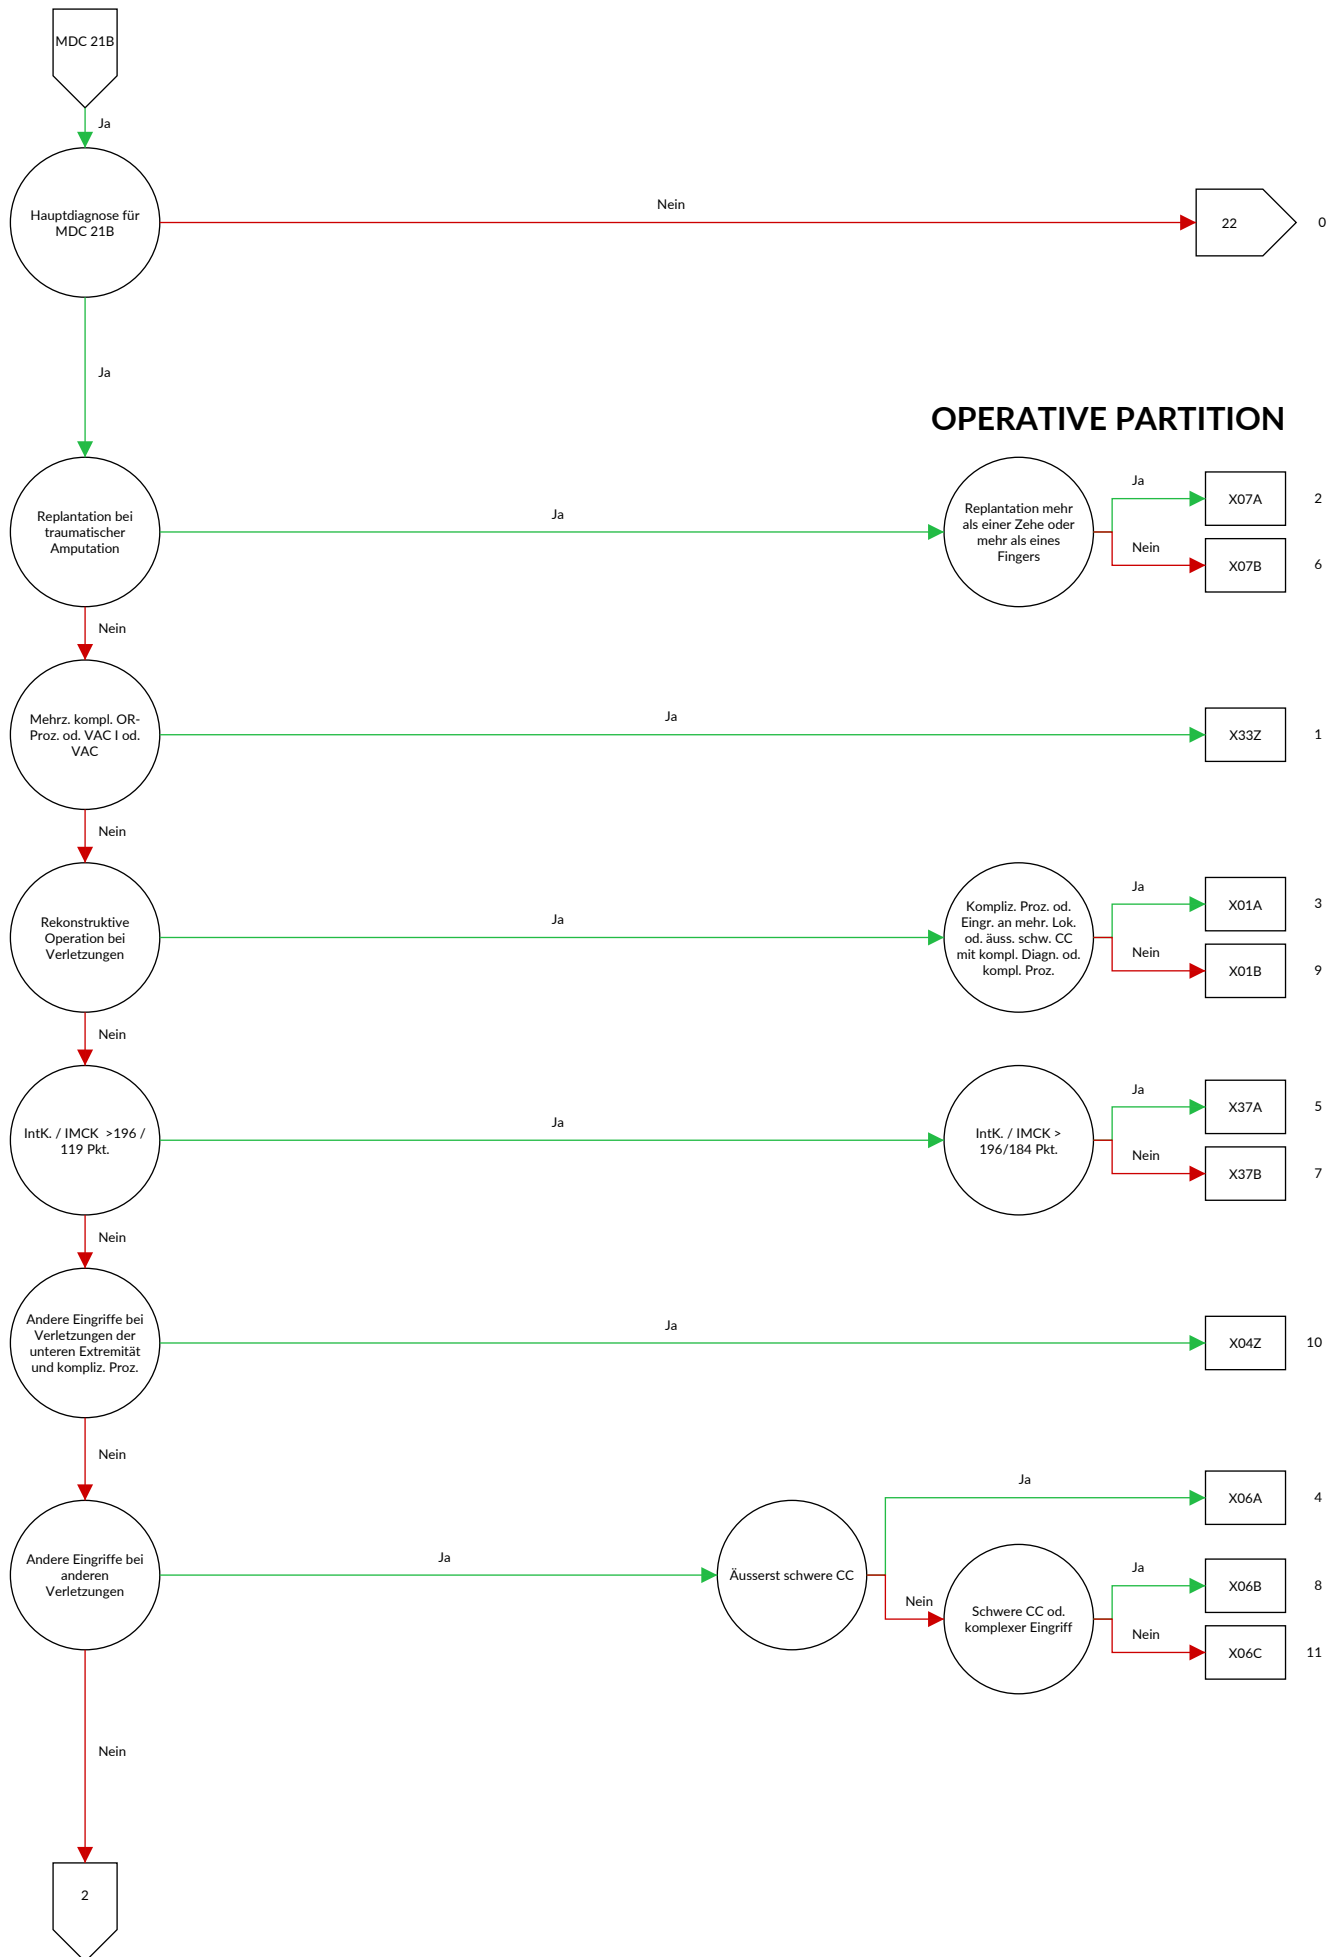 MDC 21B
Ja
Hauptdiagnose für
MDC 21B
Nein
22
0
Ja
OPERATIVE PARTITION
Replantation bei
traumatischer
Amputation
Ja
Replantation mehr
als einer Zehe oder
mehr als eines
Fingers
Ja
X07A
2
Nein
X07B
6
Nein
Mehrz. kompl. OR-
Proz. od. VAC I od.
VAC
Ja
X33Z
1
Nein
Rekonstruktive
Operation bei
Verletzungen
Ja
Kompliz. Proz. od.
Eingr. an mehr. Lok.
od. äuss. schw. CC
mit kompl. Diagn. od.
kompl. Proz.
Ja
X01A
3
Nein
X01B
9
Nein
IntK. / IMCK >196 /
119 Pkt.
Ja
IntK. / IMCK >
196/184 Pkt.
Ja
X37A
5
Nein
X37B
7
Nein
Andere Eingriffe bei
Verletzungen der
unteren Extremität
und kompliz. Proz.
Ja
X04Z
10
Nein
Andere Eingriffe bei
anderen
Verletzungen
Ja
Äusserst schwere CC
Ja
X06A
4
Nein
Schwere CC od.
komplexer Eingriff
Ja
X06B
8
Nein
X06C
11
Nein
2